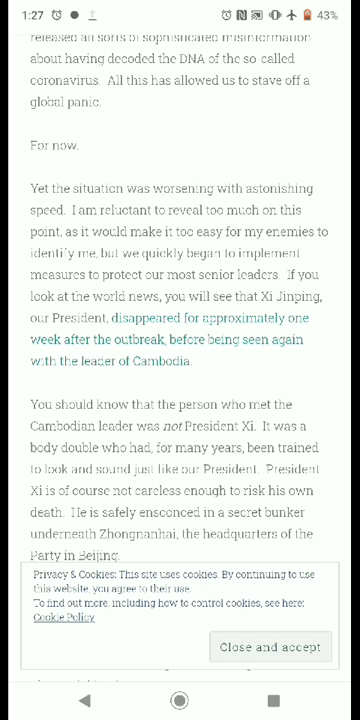 1:27 43%
released all sorts of sophisticated misinformation
about having decoded the DNA of the so-called
coronavirus. All this has allowed us to stave off a
global panic.
For now.
Yet the situation was worsening with astonishing
speed. I am reluctant to reveal too much on this
point, as it would make it too easy for my enemies to
identify me, but we quickly began to implement
measures to protect our most senior leaders. If you
look at the world news, you will see that Xi Jinping,
our President, disappeared for approximately one
week after the outbreak, before being seen again
with the leader of Cambodia.
You should know that the person who met the
Cambodian leader was not President Xi. It was a
body double who had, for many years, been trained
to look and sound just like our President. President
Xi is of course not careless enough to risk his own
death. He is safely ensconced in a secret bunker
underneath Zhongnanhai, the headquarters of the
Party in Beijing.
Privacy & Cookies: This site uses cookies. By continuing to use
this website, you agree to their use.
To find out more, including how to control cookies, see here:
Cookie Policy
Close and accept